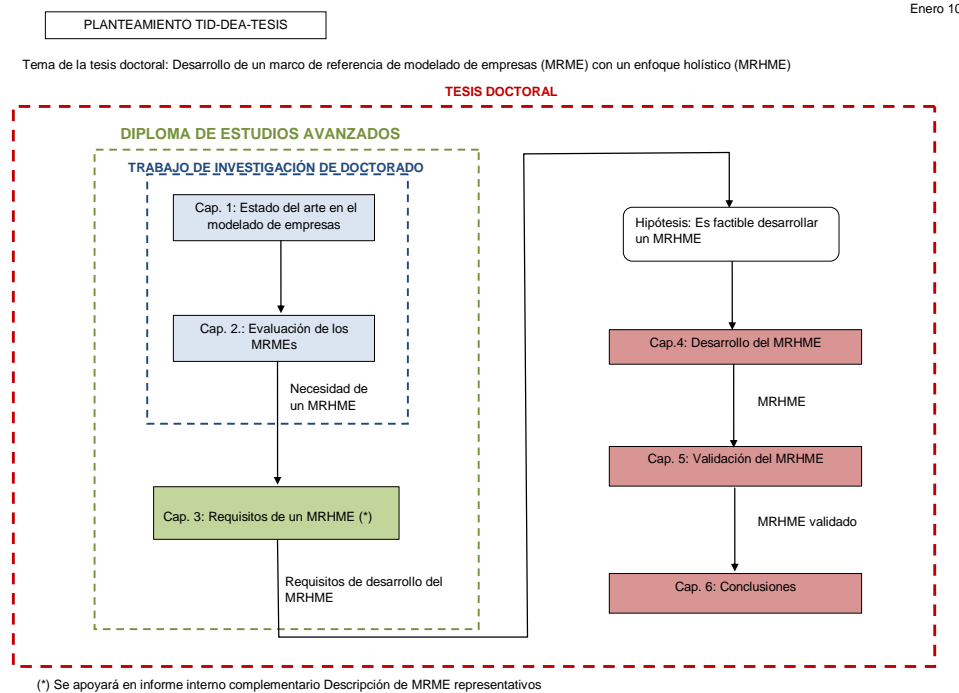 Enero 10
PLANTEAMIENTO TID-DEA-TESIS
Tema de la tesis doctoral: Desarrollo de un marco de referencia de modelado de empresas (MRME) con un enfoque holístico (MRHME)
TESIS DOCTORAL
DIPLOMA DE ESTUDIOS AVANZADOS
TRABAJO DE INVESTIGACIÓN DE DOCTORADO
Cap. 1: Estado del arte en el
modelado de empresas
Cap. 2.: Evaluación de los
MRMEs
Necesidad de
un MRHME
Cap. 3: Requisitos de un MRHME (*)
Requisitos de desarrollo del
MRHME
Hipótesis: Es factible desarrollar
un MRHME
Cap.4: Desarrollo del MRHME
MRHME
Cap. 5: Validación del MRHME
MRHME validado
Cap. 6: Conclusiones
(*) Se apoyará en informe interno complementario Descripción de MRME representativos